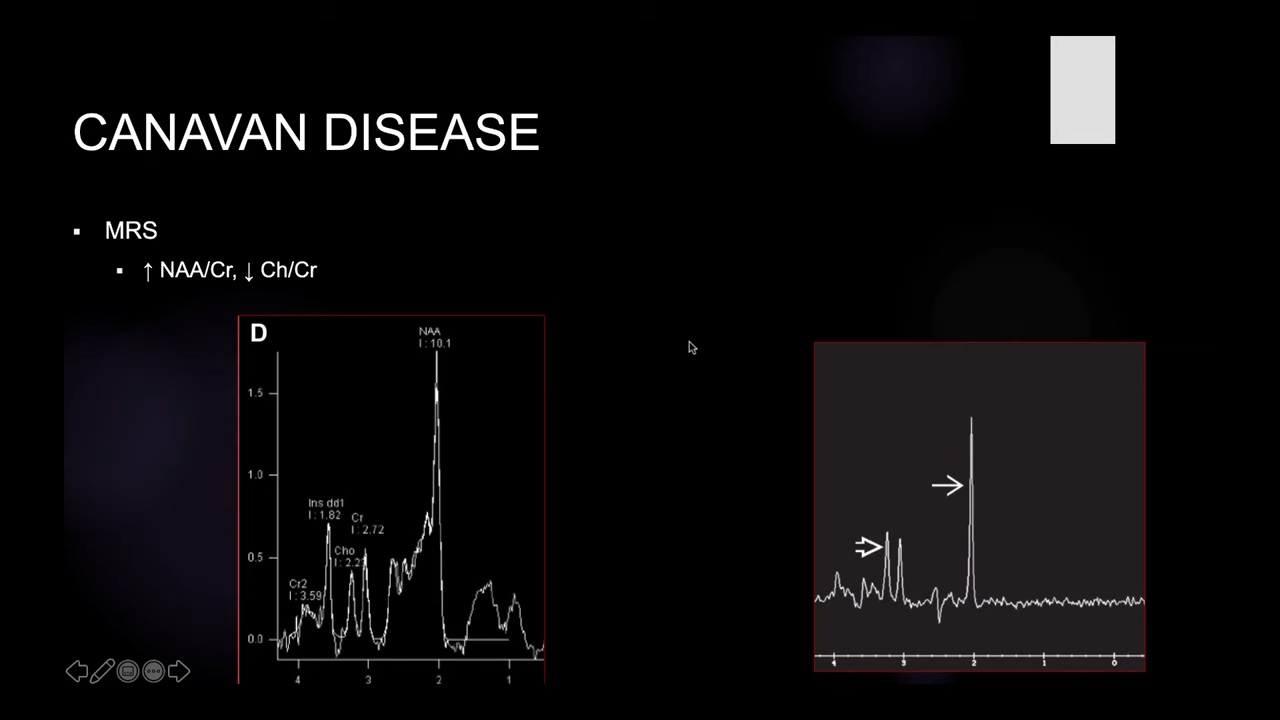 CANAVAN DISEASE
▪ MRS
▪ ↑ NAA/Cr, ↓ Ch/Cr
D
NAA
I : 10.1
1.5
1.0
Ins dd1
I : 1.82
Cr
I : 2.72
0.5
Cho
I : 2.2
Cr2
I : 3.59
0.0
4 3 2 1
4 3 2 1 0